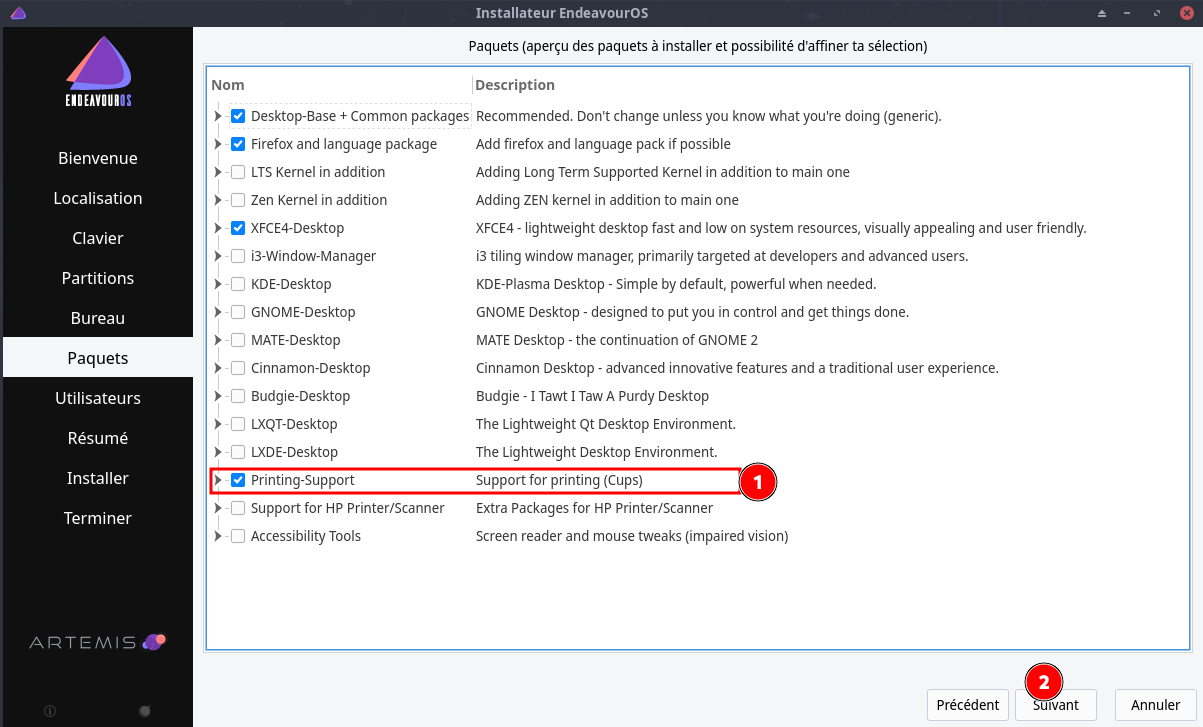 Installateur EndeavourOS
ENDEAVOUROS
Bienvenue
Localisation
Clavier
Partitions
Bureau
Paquets
Utilisateurs
Résumé
Installer
Terminer
ARTEMIS
Paquets (aperçu des paquets à installer et possibilité d'affiner ta sélection)
Nom Description
Desktop-Base + Common packages Recommended. Don't change unless you know what you're doing (generic).
Firefox and language package Add firefox and language pack if possible
LTS Kernel in addition Adding Long Term Supported Kernel in addition to main one
Zen Kernel in addition Adding ZEN kernel in addition to main one
XFCE4-Desktop XFCE4 - lightweight desktop fast and low on system resources, visually appealing and user friendly.
i3-Window-Manager i3 tiling window manager, primarily targeted at developers and advanced users.
KDE-Desktop KDE-Plasma Desktop - Simple by default, powerful when needed.
GNOME-Desktop GNOME Desktop - designed to put you in control and get things done.
MATE-Desktop MATE Desktop - the continuation of GNOME 2
Cinnamon-Desktop Cinnamon Desktop - advanced innovative features and a traditional user experience.
Budgie-Desktop Budgie - I Tawt I Taw A Purdy Desktop
LXQT-Desktop The Lightweight Qt Desktop Environment.
LXDE-Desktop The Lightweight Desktop Environment.
Printing-Support Support for printing (Cups) 1
Support for HP Printer/Scanner Extra Packages for HP Printer/Scanner
Accessibility Tools Screen reader and mouse tweaks (impaired vision)
2
Précédent Suivant Annuler